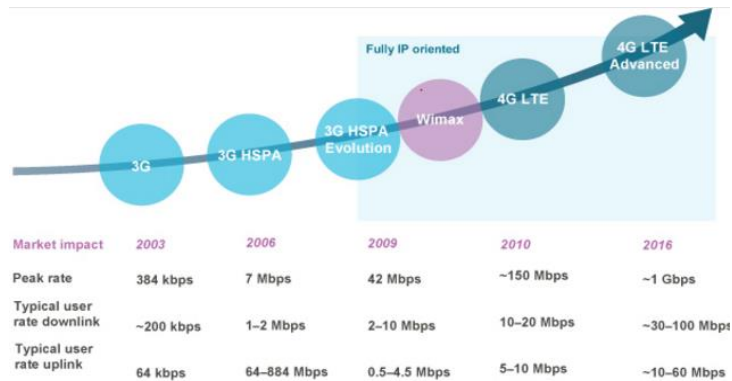 Fully IP oriented
3G
3G HSPA
3G HSPA
Evolution
Wimax
4G LTE
4G LTE
Advanced
Market impact 2003 2006 2009 2010 2016
Peak rate 384 kbps 7 Mbps 42 Mbps ~150 Mbps ~1 Gbps
Typical user
rate downlink ~200 kbps 1–2 Mbps 2–10 Mbps 10–20 Mbps ~30–100 Mbps
Typical user
rate uplink 64 kbps 64–884 Mbps 0.5–4.5 Mbps 5–10 Mbps ~10–60 Mbps